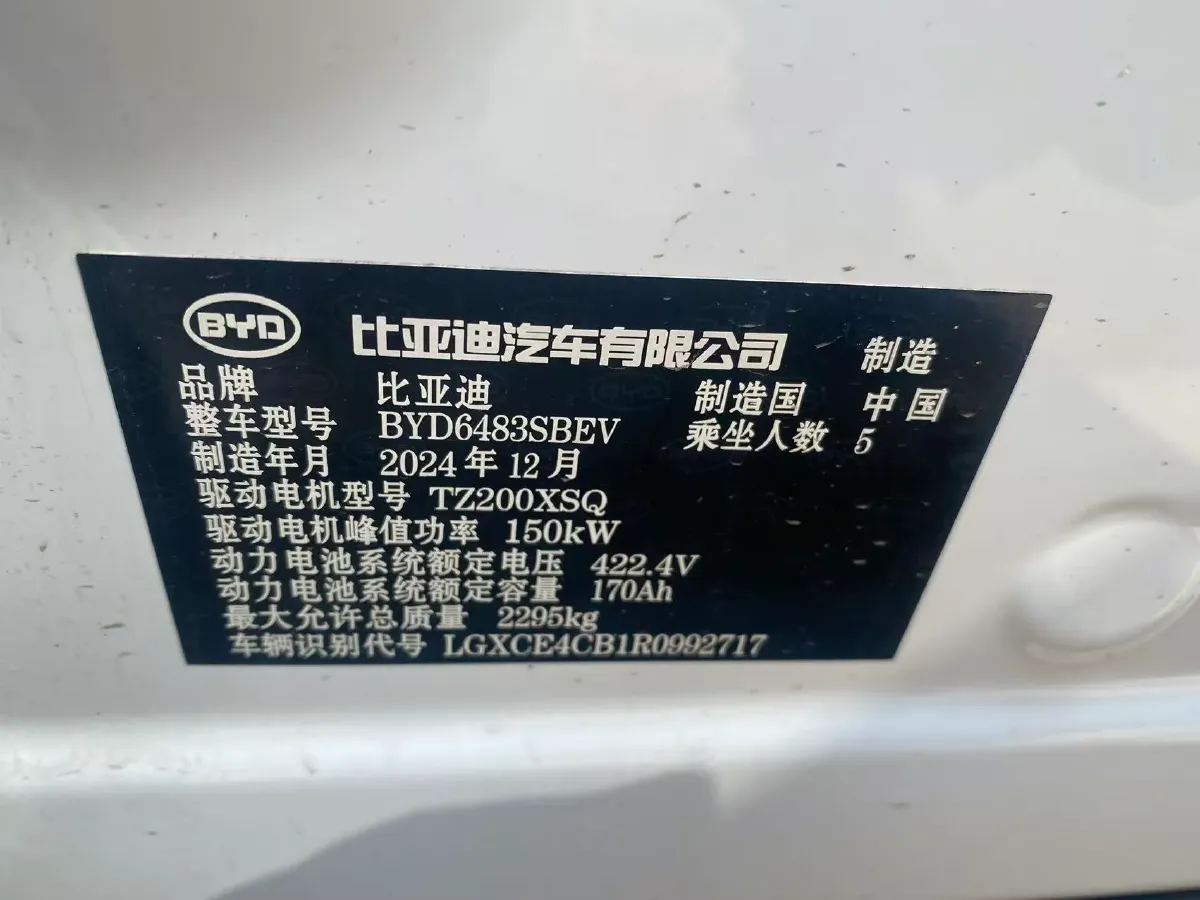 BYD 比亚迪汽车有限公司 制造
品牌 比亚迪 制造国 中国
整车型号 BYD6483SBEV 乘坐人数 5
制造年月 2024年12月
驱动电机型号 TZ200XSQ
驱动电机峰值功率 150kW
动力电池系统额定电压 422.4V
动力电池系统额定容量 170Ah
最大允许总质量 2295kg
车辆识别代号 LGXCE4CB1R0992717